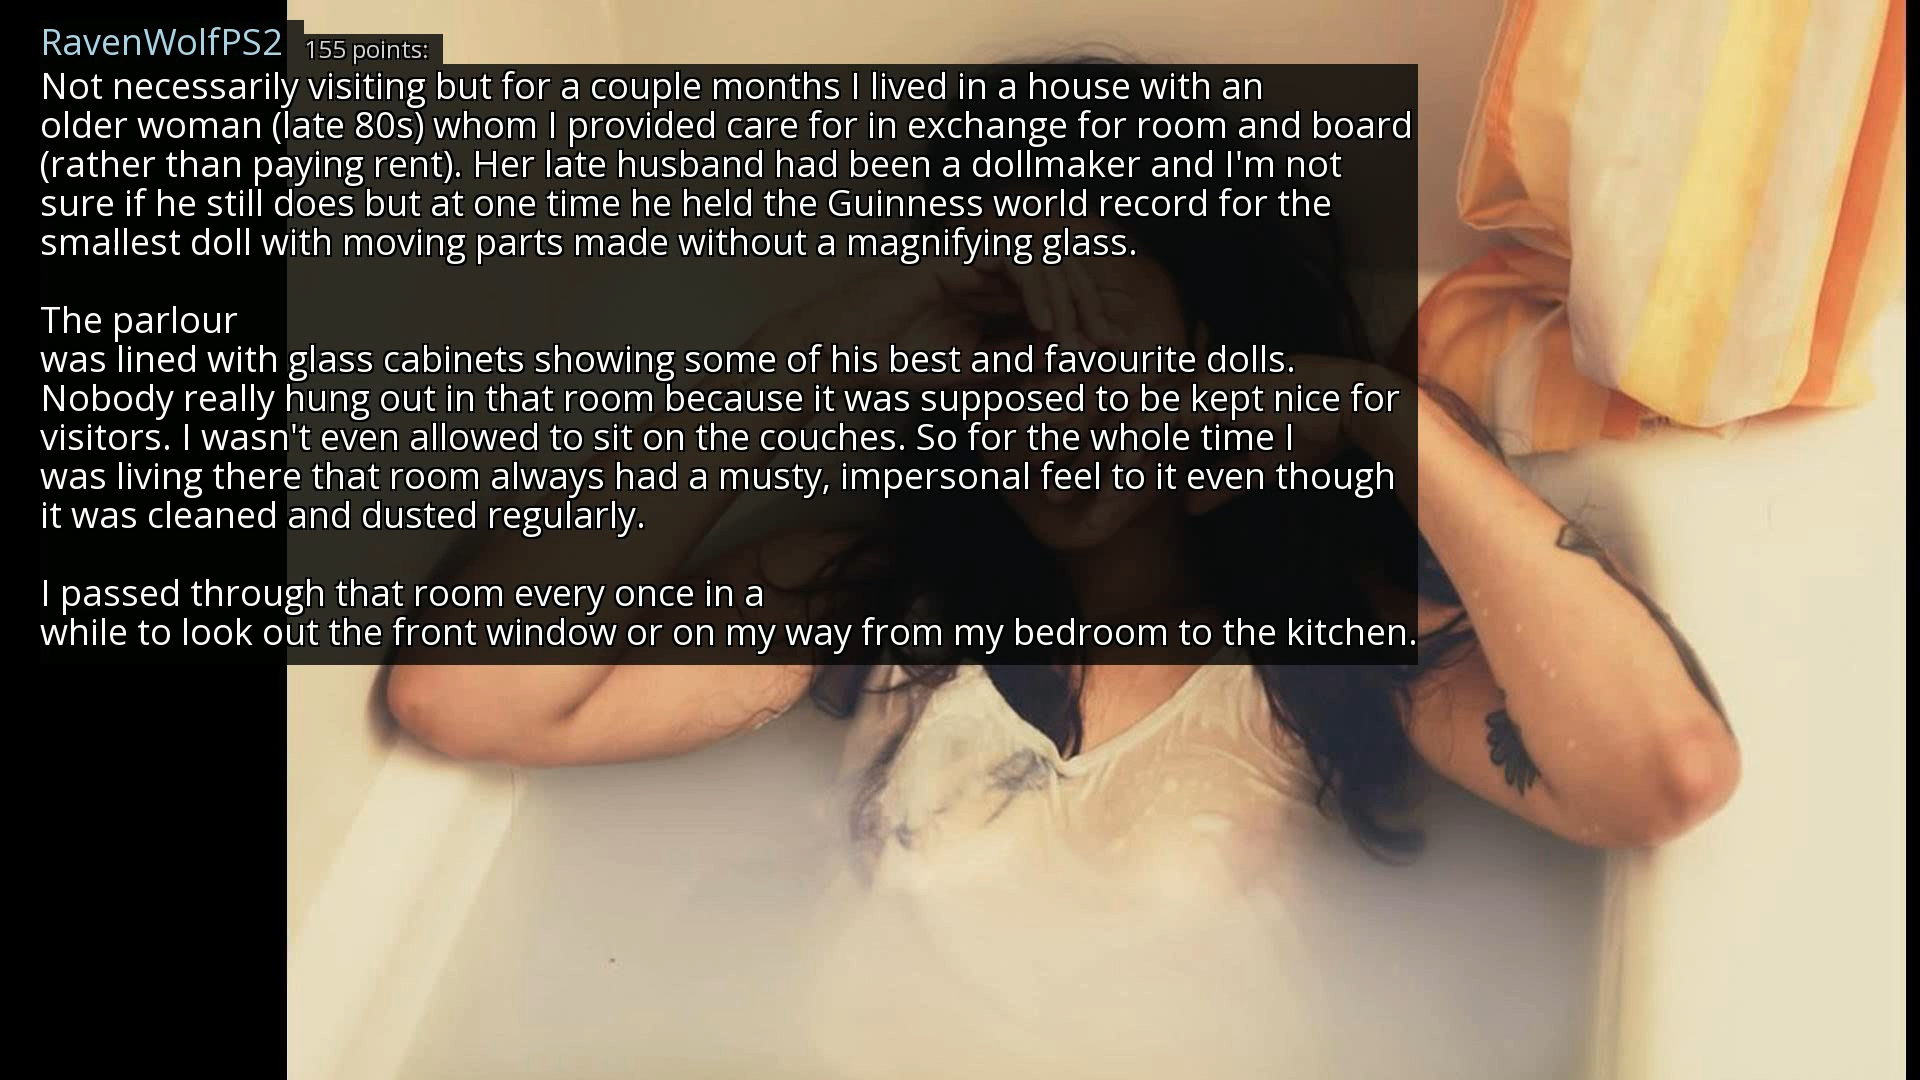 RavenWolfPS2 155 points:
Not necessarily visiting but for a couple months I lived in a house with an
older woman (late 80s) whom I provided care for in exchange for room and board
(rather than paying rent). Her late husband had been a dollmaker and I'm not
sure if he still does but at one time he held the Guinness world record for the
smallest doll with moving parts made without a magnifying glass.
The parlour
was lined with glass cabinets showing some of his best and favourite dolls.
Nobody really hung out in that room because it was supposed to be kept nice for
visitors. I wasn't even allowed to sit on the couches. So for the whole time I
was living there that room always had a musty, impersonal feel to it even though
it was cleaned and dusted regularly.
I passed through that room every once in a
while to look out the front window or on my way from my bedroom to the kitchen.